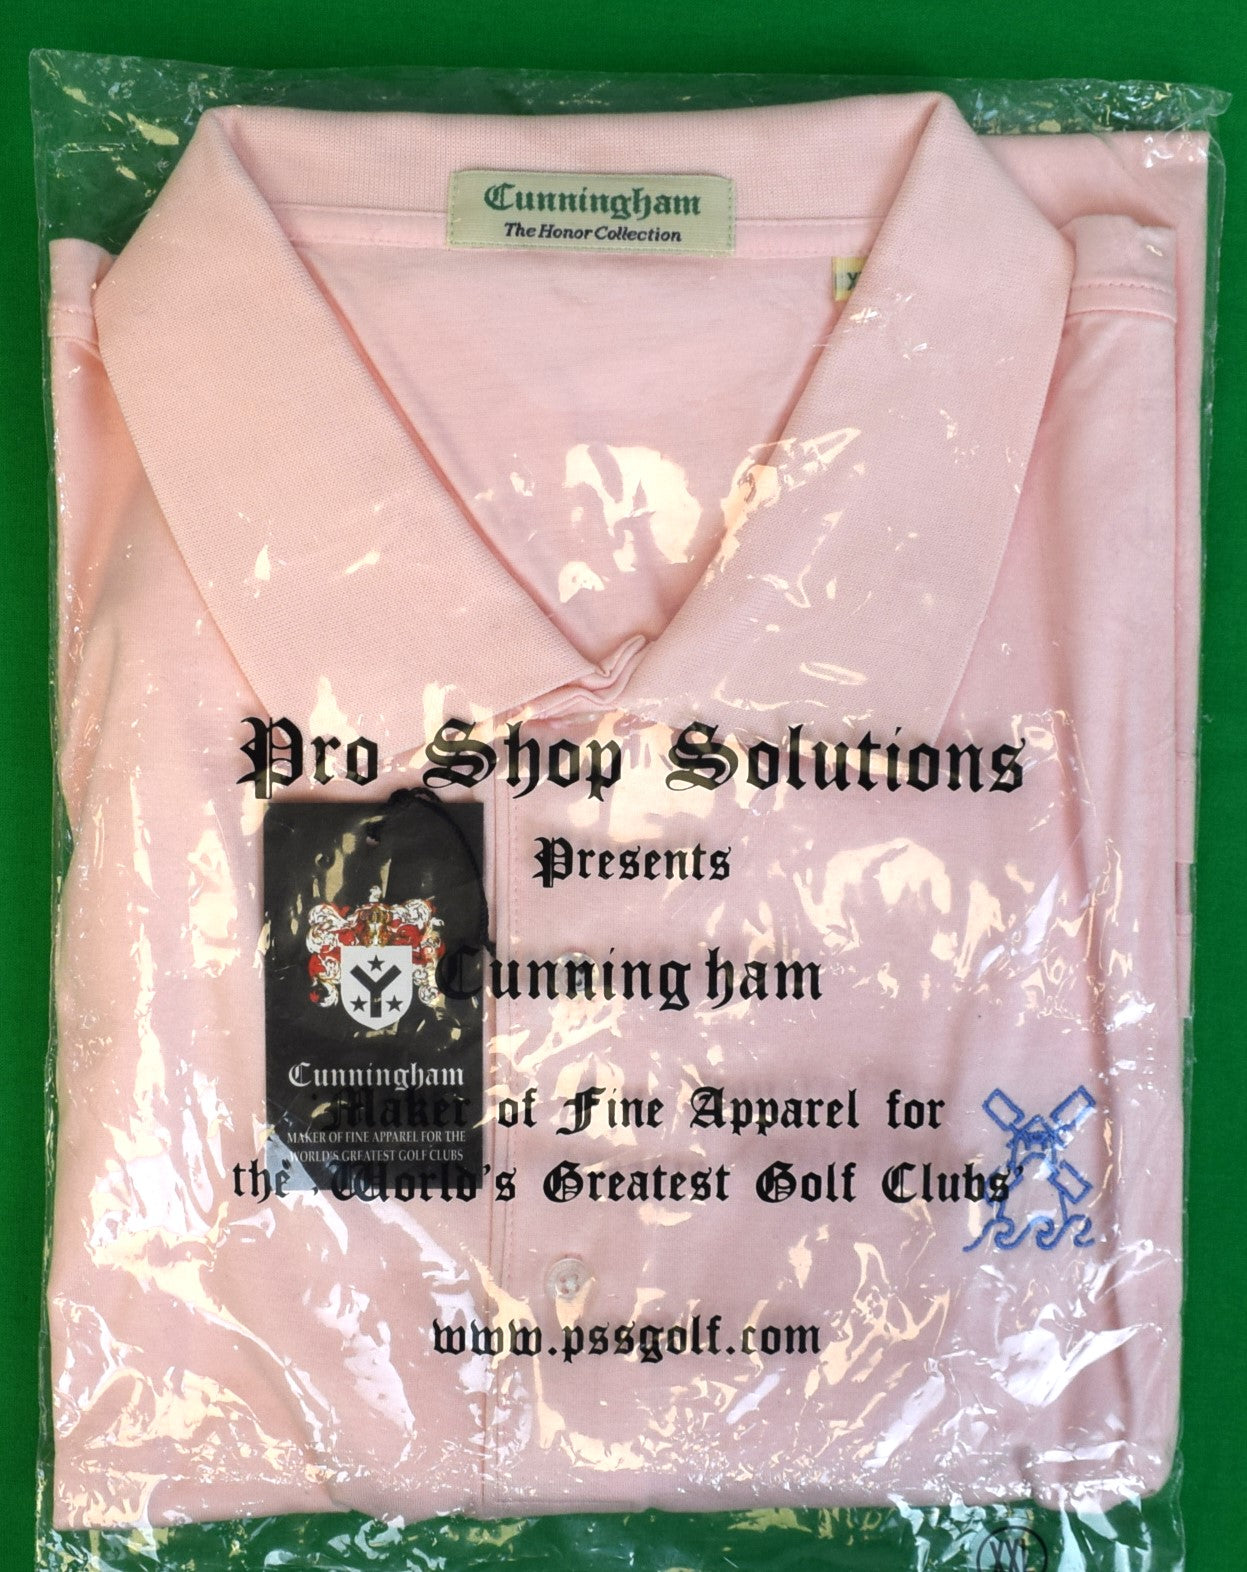 Cunningham
The Honor Collection
X
Pro Shop Solutions
Presents
Cunningham
Cunningham
Maker of Fine Apparel for
MAKER OF FINE APPAREL FOR THE
WORLD'S GREATEST GOLF CLUBS
the "World's Greatest Golf Clubs"
www.pssgolf.com
XXL